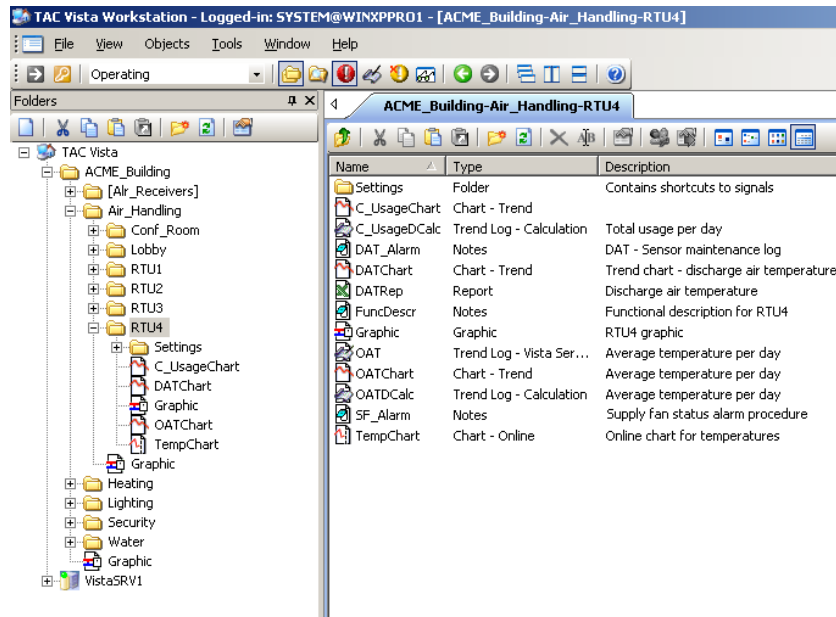 TAC Vista Workstation - Logged-in: SYSTEM@WINXPPRO1 - [ACME_Building-Air_Handling-RTU4]
File View Objects Tools Window Help
Operating
Folders
TAC Vista
ACME_Building
[AIr_Receivers]
Air_Handling
Conf_Room
Lobby
RTU1
RTU2
RTU3
RTU4
Settings
C_UsageChart
DATChart
Graphic
OATChart
TempChart
Graphic
Heating
Lighting
Security
Water
Graphic
VistaSRV1
ACME_Building-Air_Handling-RTU4
Name Type Description
Settings Folder Contains shortcuts to signals
C_UsageChart Chart - Trend
C_UsageDCalc Trend Log - Calculation Total usage per day
DAT_Alarm Notes DAT - Sensor maintenance log
DATChart Chart - Trend Trend chart - discharge air temperature
DATRep Report Discharge air temperature
FuncDescr Notes Functional description for RTU4
Graphic Graphic RTU4 graphic
OAT Trend Log - Vista Ser... Average temperature per day
OATChart Chart - Trend Average temperature per day
OATDCalc Trend Log - Calculation Average temperature per day
SF_Alarm Notes Supply fan status alarm procedure
TempChart Chart - Online Online chart for temperatures